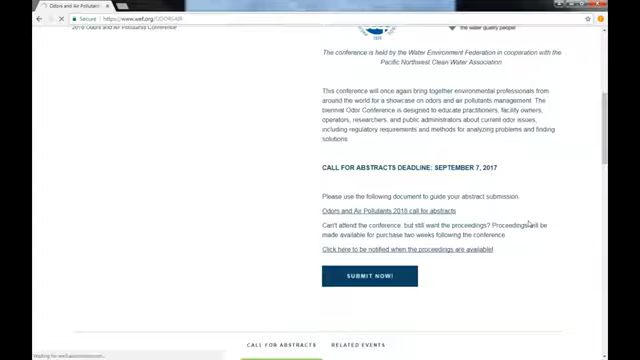 Odors and Air Pollutants
Secure https://www.wef.org/ODORSAIR
2018 Odors and Air Pollutants Conference
the water quality people
The conference is held by the Water Environment Federation in cooperation with the
Pacific Northwest Clean Water Association.
This conference will once again bring together environmental professionals from
around the world for a showcase on odors and air pollutants management. The
biennial Odor Conference is designed to educate practitioners, facility owners,
operators, researchers, and public administrators about current odor issues,
including regulatory requirements and methods for analyzing problems and finding
solutions.
CALL FOR ABSTRACTS DEADLINE: SEPTEMBER 7, 2017
Please use the following document to guide your abstract submission.
Odors and Air Pollutants 2018 call for abstracts
Can't attend the conference, but still want the proceedings? Proceedings will be
made available for purchase two weeks following the conference
Click here to be notified when the proceedings are available!
SUBMIT NOW!
CALL FOR ABSTRACTS RELATED EVENTS